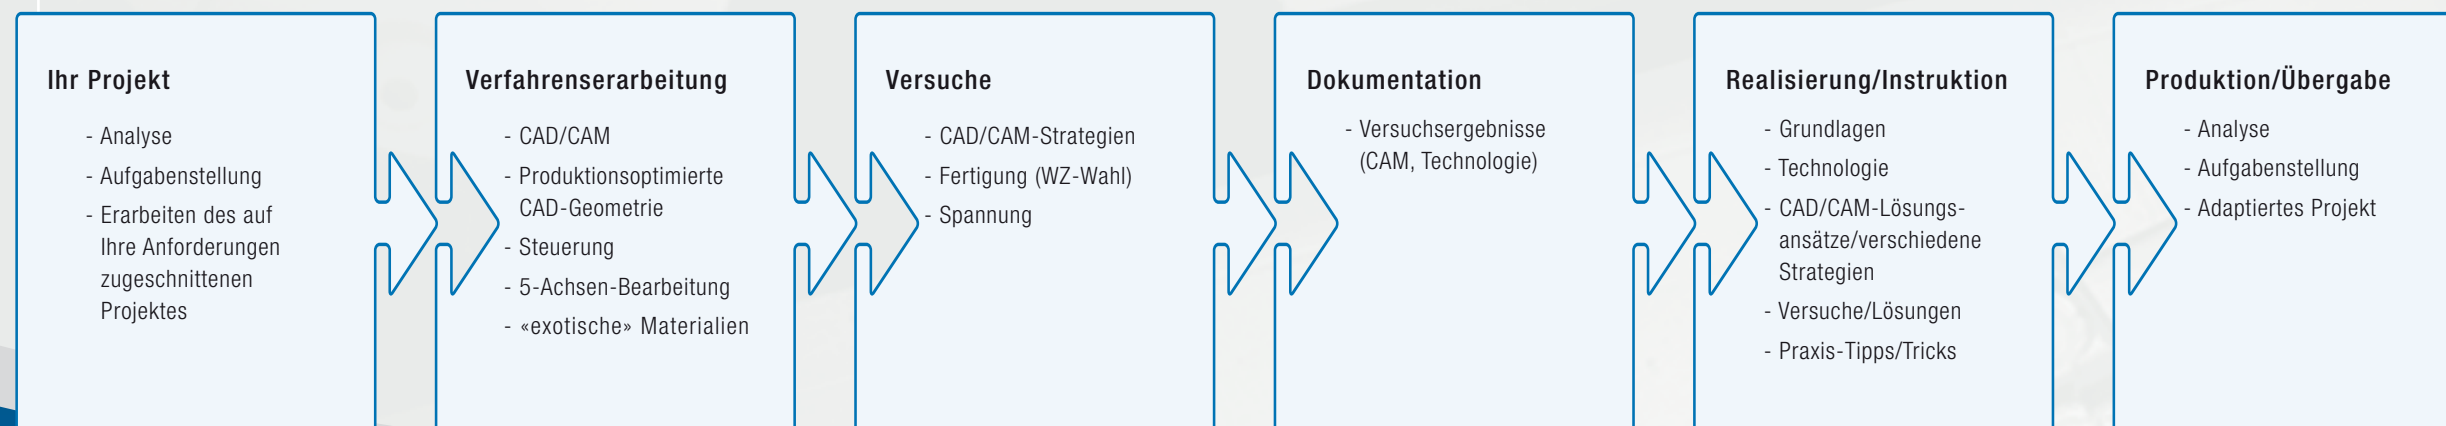 Ihr Projekt
- Analyse
- Aufgabenstellung
- Erarbeiten des auf
Ihre Anforderungen
zugeschnittenen
Projektes
Verfahrenserarbeitung
- CAD/CAM
- Produktionsoptimierte
CAD-Geometrie
- Steuerung
- 5-Achsen-Bearbeitung
- «exotische» Materialien
Versuche
- CAD/CAM-Strategien
- Fertigung (WZ-Wahl)
- Spannung
Dokumentation
- Versuchsergebnisse
(CAM, Technologie)
Realisierung/Instruktion
- Grundlagen
- Technologie
- CAD/CAM-Lösungs-
ansätze/verschiedene
Strategien
- Versuche/Lösungen
- Praxis-Tipps/Tricks
Produktion/Übergabe
- Analyse
- Aufgabenstellung
- Adaptiertes Projekt